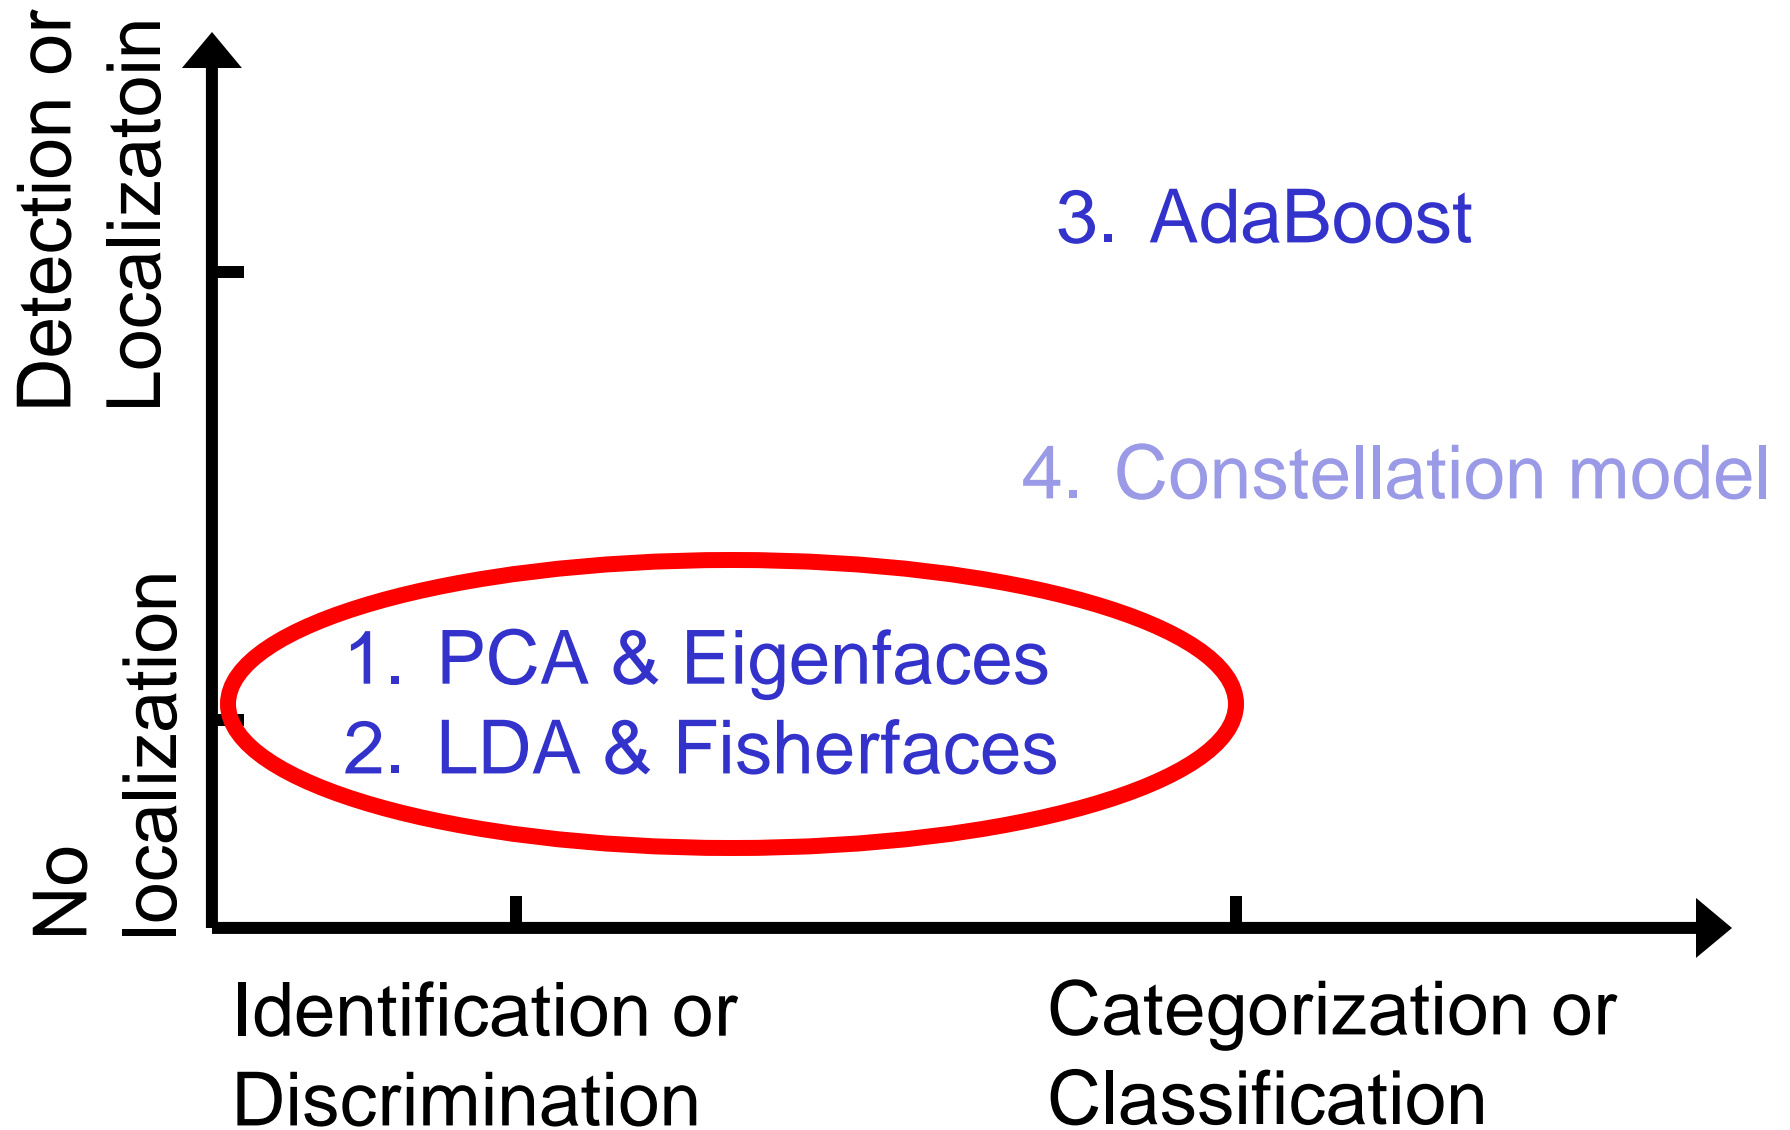 Detection or
Localizatoin
3. AdaBoost
4. Constellation model
No
localization
1. PCA & Eigenfaces
2. LDA & Fisherfaces
Identification or
Discrimination
Categorization or
Classification